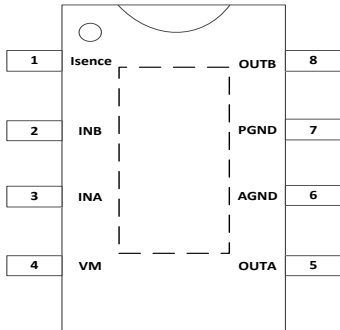 1 Isence OUTB 8
2 INB PGND 7
3 INA AGND 6
4 VM OUTA 5